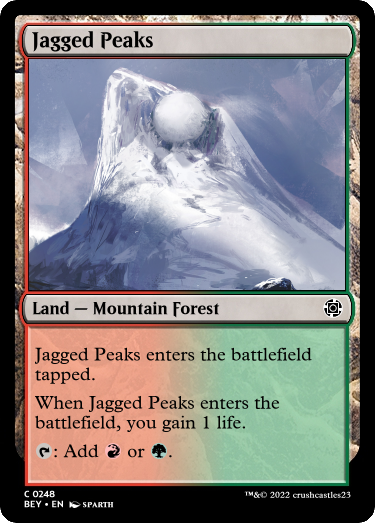 Jagged Peaks
Land — Mountain Forest
Jagged Peaks enters the battlefield
tapped.
When Jagged Peaks enters the
battlefield, you gain 1 life.
: Add or .
C 0248
BEY • EN SPARTH
™&© 2022 crushcastles23